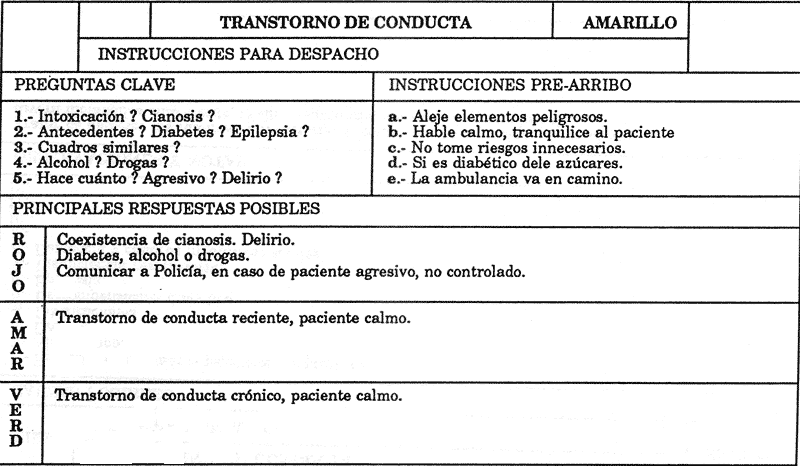 TRANSTORNO DE CONDUCTA
AMARILLO
INSTRUCCIONES PARA DESPACHO
PREGUNTAS CLAVE
1.- Intoxicación ? Cianosis ?
2.- Antecedentes ? Diabetes ? Epilepsia ?
3.- Cuadros similares ?
4.- Alcohol ? Drogas ?
5.- Hace cuánto ? Agresivo ? Delirio ?
INSTRUCCIONES PRE-ARRIBO
a.- Aleje elementos peligrosos.
b.- Hable calmo, tranquilice al paciente
c.- No tome riesgos innecesarios.
d.- Si es diabético dele azúcares.
e.- La ambulancia va en camino.
PRINCIPALES RESPUESTAS POSIBLES
R
O
J
O
Coexistencia de cianosis. Delirio.
Diabetes, alcohol o drogas.
Comunicar a Policía, en caso de paciente agresivo, no controlado.
A
M
A
R
Transtorno de conducta reciente, paciente calmo.
V
E
R
D
Transtorno de conducta crónico, paciente calmo.